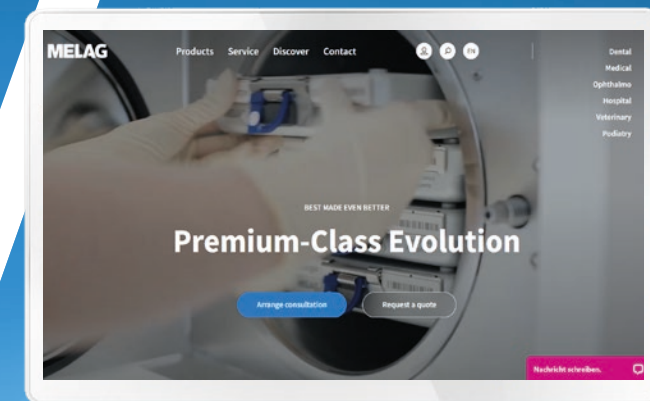 MELAG
Products Service Discover Contact
EN
Dental
Medical
Ophthalmo
Hospital
Veterinary
Podiatry
BEST MADE EVEN BETTER
Premium-Class Evolution
Arrange consultation Request a quote
Nachricht schreiben.